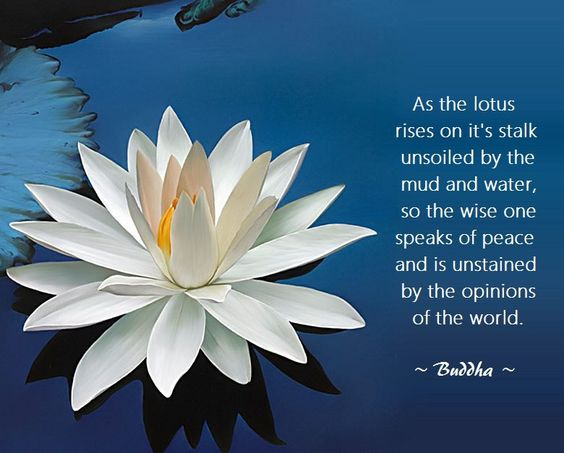 As the lotus
rises on it's stalk
unsoiled by the
mud and water,
so the wise one
speaks of peace
and is unstained
by the opinions
of the world.
~ Buddha ~